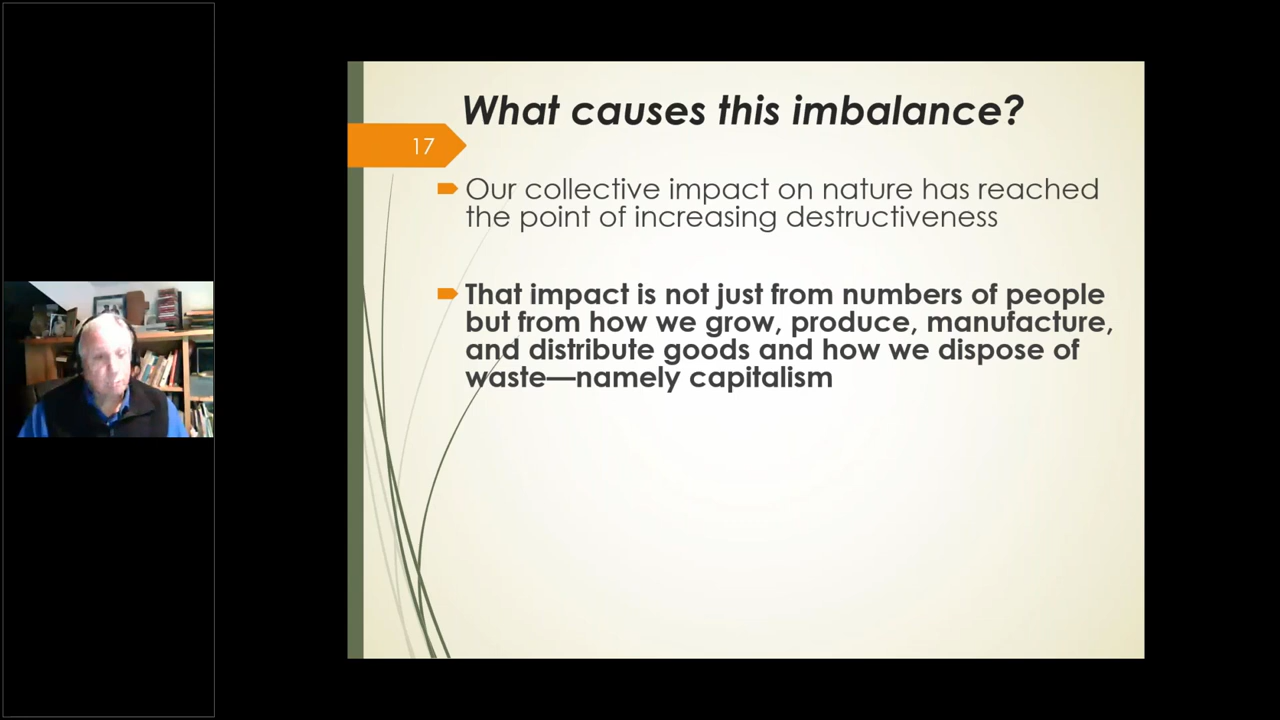 What causes this imbalance?
17
Our collective impact on nature has reached
the point of increasing destructiveness
That impact is not just from numbers of people
but from how we grow, produce, manufacture,
and distribute goods and how we dispose of
waste—namely capitalism